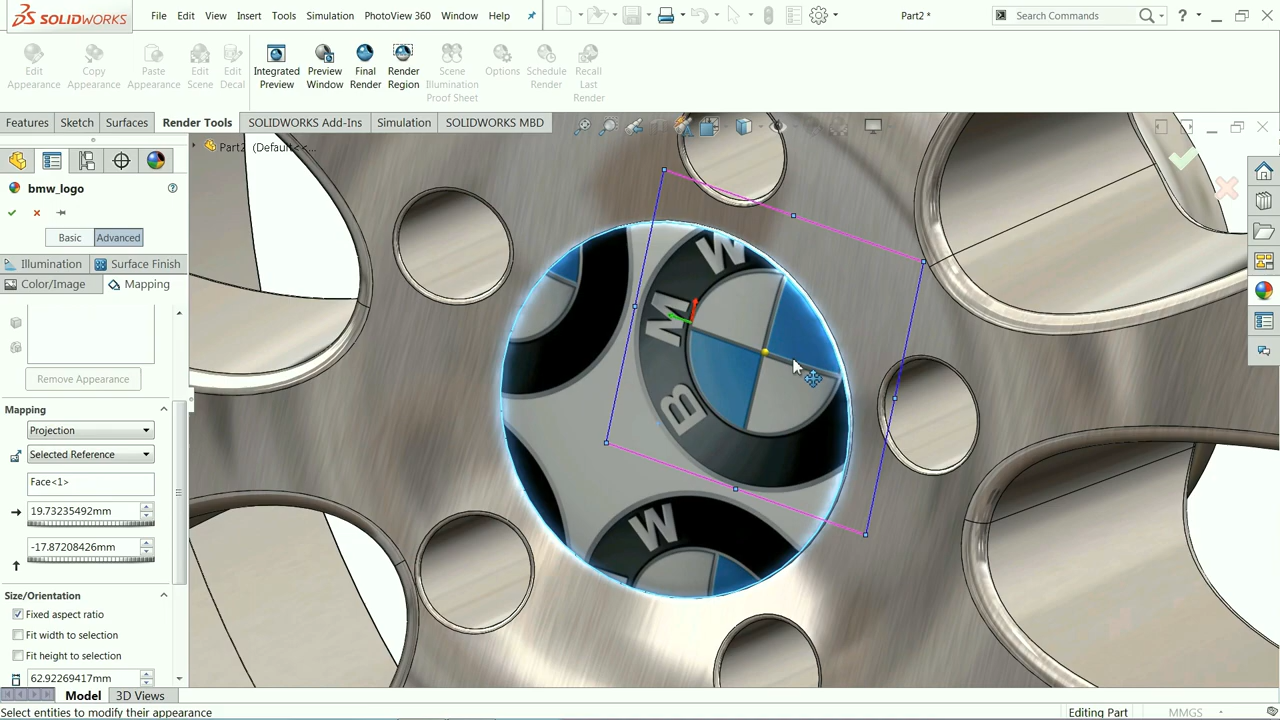 SOLIDWORKS
File Edit View Insert Tools Simulation PhotoView 360 Window Help
Part2 *
Search Commands
?
Edit Appearance
Copy Appearance
Paste Appearance
Edit Scene
Edit Decal
Integrated Preview
Preview Window
Final Render
Render Region
Scene Illumination Proof Sheet
Options
Schedule Render
Recall Last Render
Features Sketch Surfaces Render Tools SOLIDWORKS Add-Ins Simulation SOLIDWORKS MBD
Part2 (Default<<...
bmw_logo
Basic Advanced
Illumination Surface Finish
Color/Image Mapping
Remove Appearance
Mapping
Projection
Selected Reference
Face<1>
19.73235492mm
-17.87208426mm
Size/Orientation
Fixed aspect ratio
Fit width to selection
Fit height to selection
62.92269417mm
B M W
W
Model 3D Views
Select entities to modify their appearance
Editing Part
MMGS